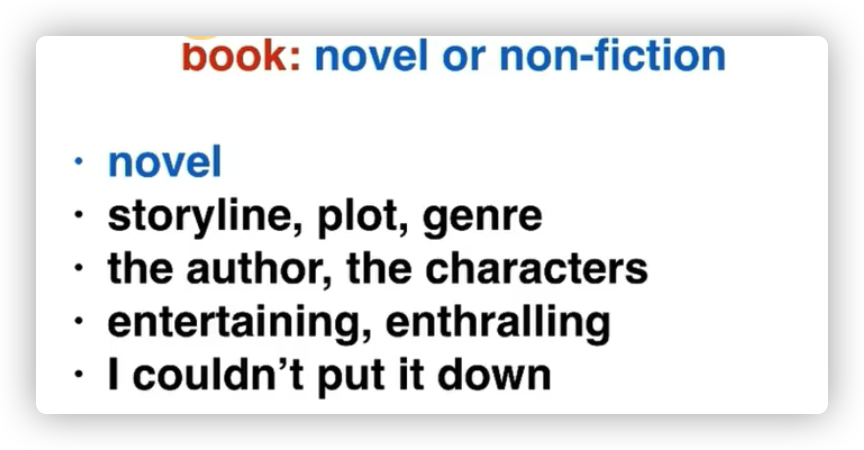 book: novel or non-fiction
· novel
· storyline, plot, genre
· the author, the characters
· entertaining, enthralling
· I couldn’t put it down